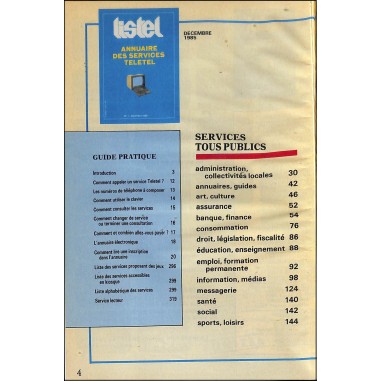 listel
ANNUAIRE
DES SERVICES
TELETEL
DECEMBRE
1985
GUIDE PRATIQUE
Introduction 3
Comment appeler un service Teletel ? 12
Les numéros de téléphone à composer 13
Comment utiliser le clavier 14
Comment consulter les services 15
Comment changer de service
ou terminer une consultation 16
Comment et combien allez-vous payer ? 17
L'annuaire électronique 19
Comment lire une inscription
dans l'annuaire 20
Liste des services proposant des jeux 296
Liste des services accessibles
en kiosque 299
Liste alphabétique des services 299
Service lecteur 319
SERVICES
TOUS PUBLICS
administration,
collectivités locales 30
annuaires, guides 42
art, culture 46
assurance 52
banque, finance 54
consommation 76
droit, législation, fiscalité 86
éducation, enseignement 88
emploi, formation
permanente 92
information, médias 98
messagerie 124
santé 140
social 142
sports, loisirs 144
4